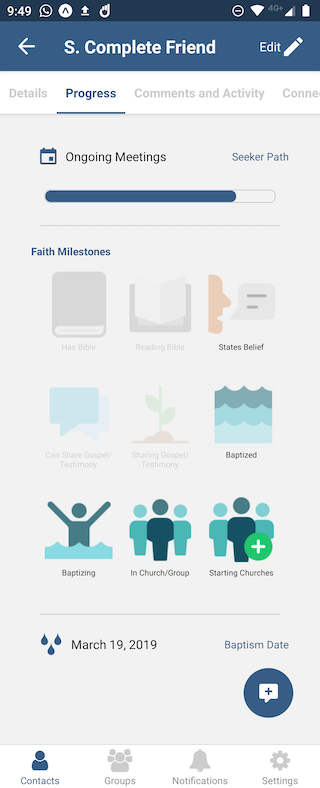 9:49
4G+
S. Complete Friend
Edit
Details
Progress
Comments and Activity
Conne
Ongoing Meetings
Seeker Path
Faith Milestones
Has Bible
Reading Bible
States Belief
Can Share Gospel/
Testimony
Sharing Gospel/
Testimony
Baptized
Baptizing
In Church/Group
Starting Churches
March 19, 2019
Baptism Date
Contacts
Groups
Notifications
Settings